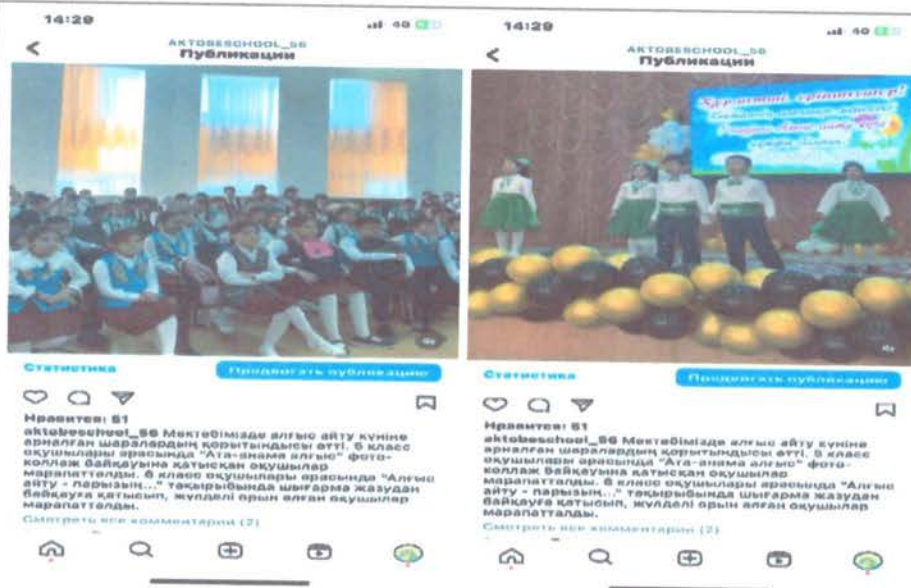 14:29
40
AKTOBESCHOOL_56
Публикации
Статистика
Продвигать публикацию
Нравится: 51
aktobeschool_56 Мектебімізде алғыс айту күніне
арналған шаралардың қорытындысы өтті. 5 класс
оқушылары арасында "Ата-анама алғыс" фото-
коллаж байқауына қатысқан оқушылар
марапатталды. 6 класс оқушылары арасында "Алғыс
айту - парызың..." тақырыбында шығарма жазудан
байқауға қатысып, жүлделі орын алған оқушылар
марапатталды.
Смотреть все комментарии (2)
14:29
40
AKTOBESCHOOL_56
Публикации
Құрметті әріптестер!
Статистика
Продвигать публикацию
Нравится: 51
aktobeschool_56 Мектебімізде алғыс айту күніне
арналған шаралардың қорытындысы өтті. 5 класс
оқушылары арасында "Ата-анама алғыс" фото-
коллаж байқауына қатысқан оқушылар
марапатталды. 6 класс оқушылары арасында "Алғыс
айту - парызың..." тақырыбында шығарма жазудан
байқауға қатысып, жүлделі орын алған оқушылар
марапатталды.
Смотреть все комментарии (2)